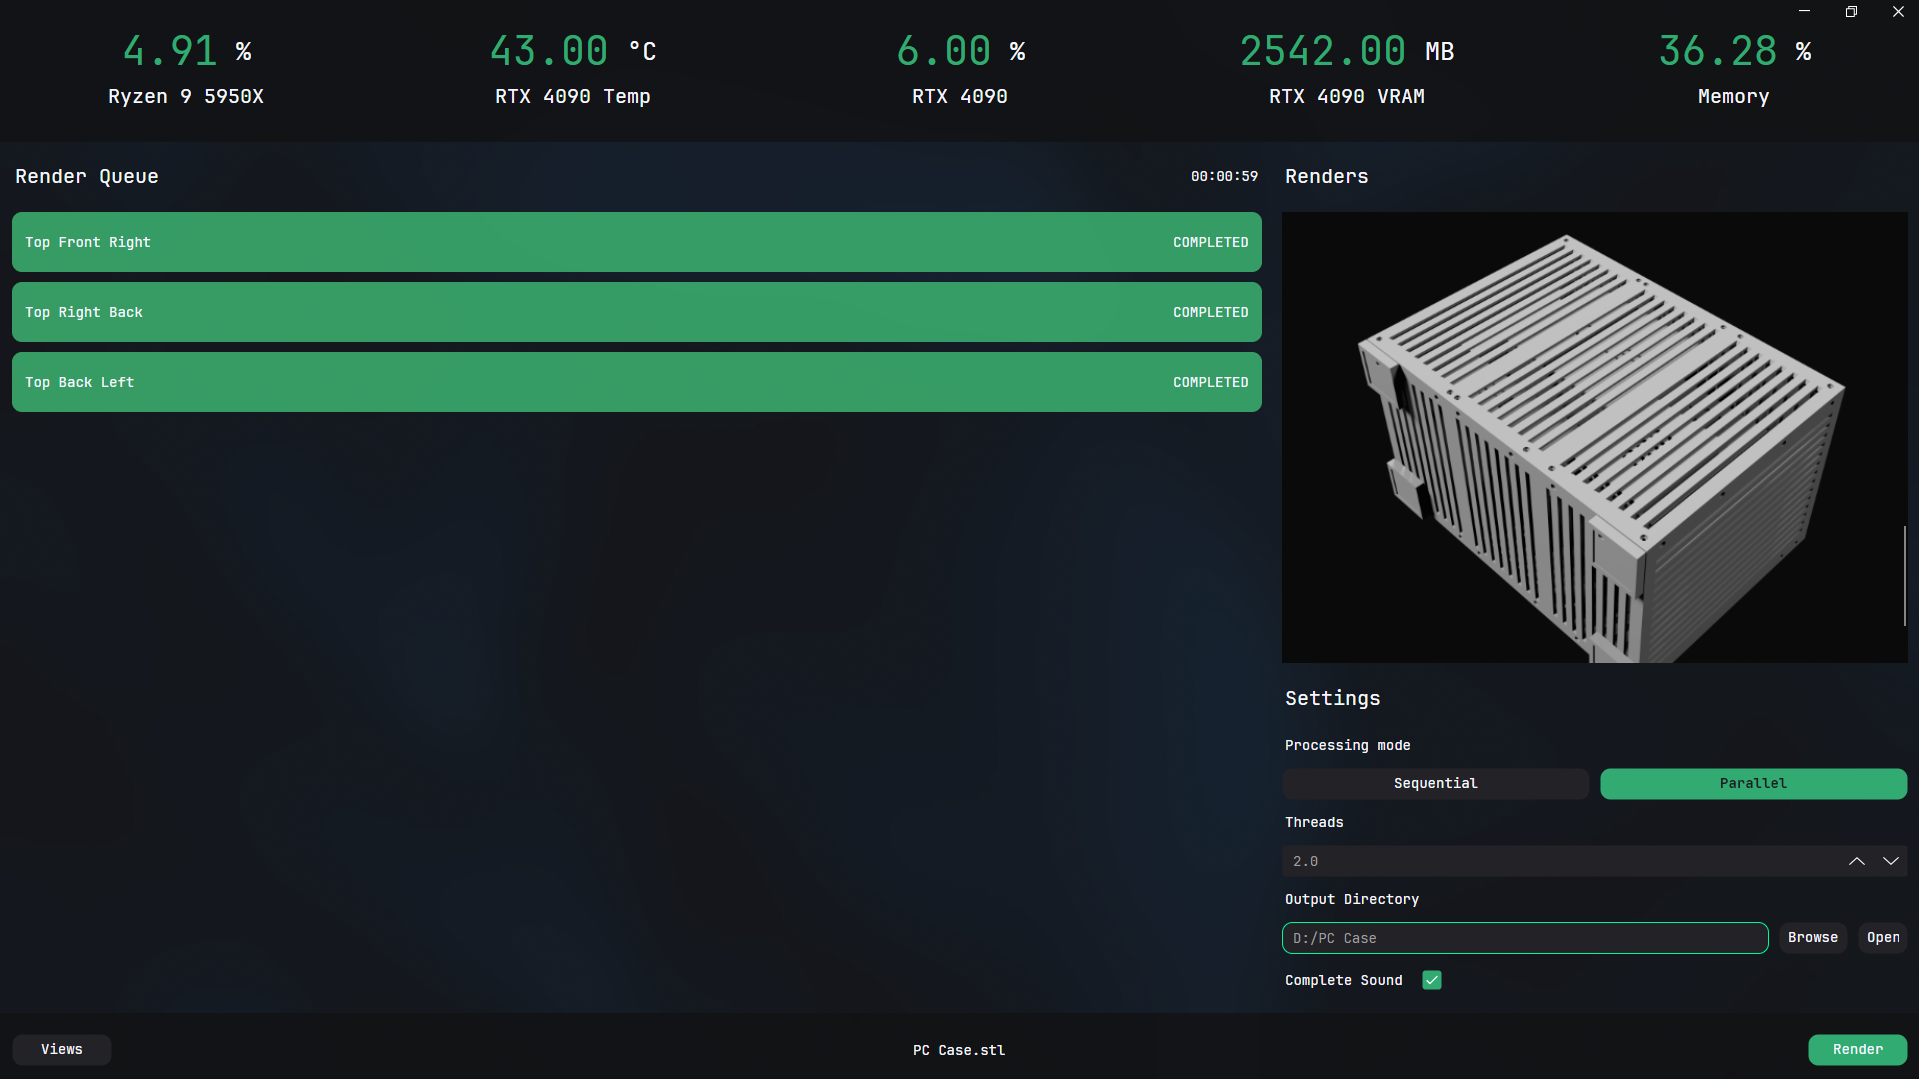 4.91 %
Ryzen 9 5950X
43.00 °C
RTX 4090 Temp
6.00 %
RTX 4090
2542.00 MB
RTX 4090 VRAM
36.28 %
Memory
Render Queue
00:00:59
Top Front Right
COMPLETED
Top Right Back
COMPLETED
Top Back Left
COMPLETED
Renders
Settings
Processing mode
Sequential
Parallel
Threads
2.0
Output Directory
D:/PC Case
Browse
Open
Complete Sound
Views
PC Case.stl
Render